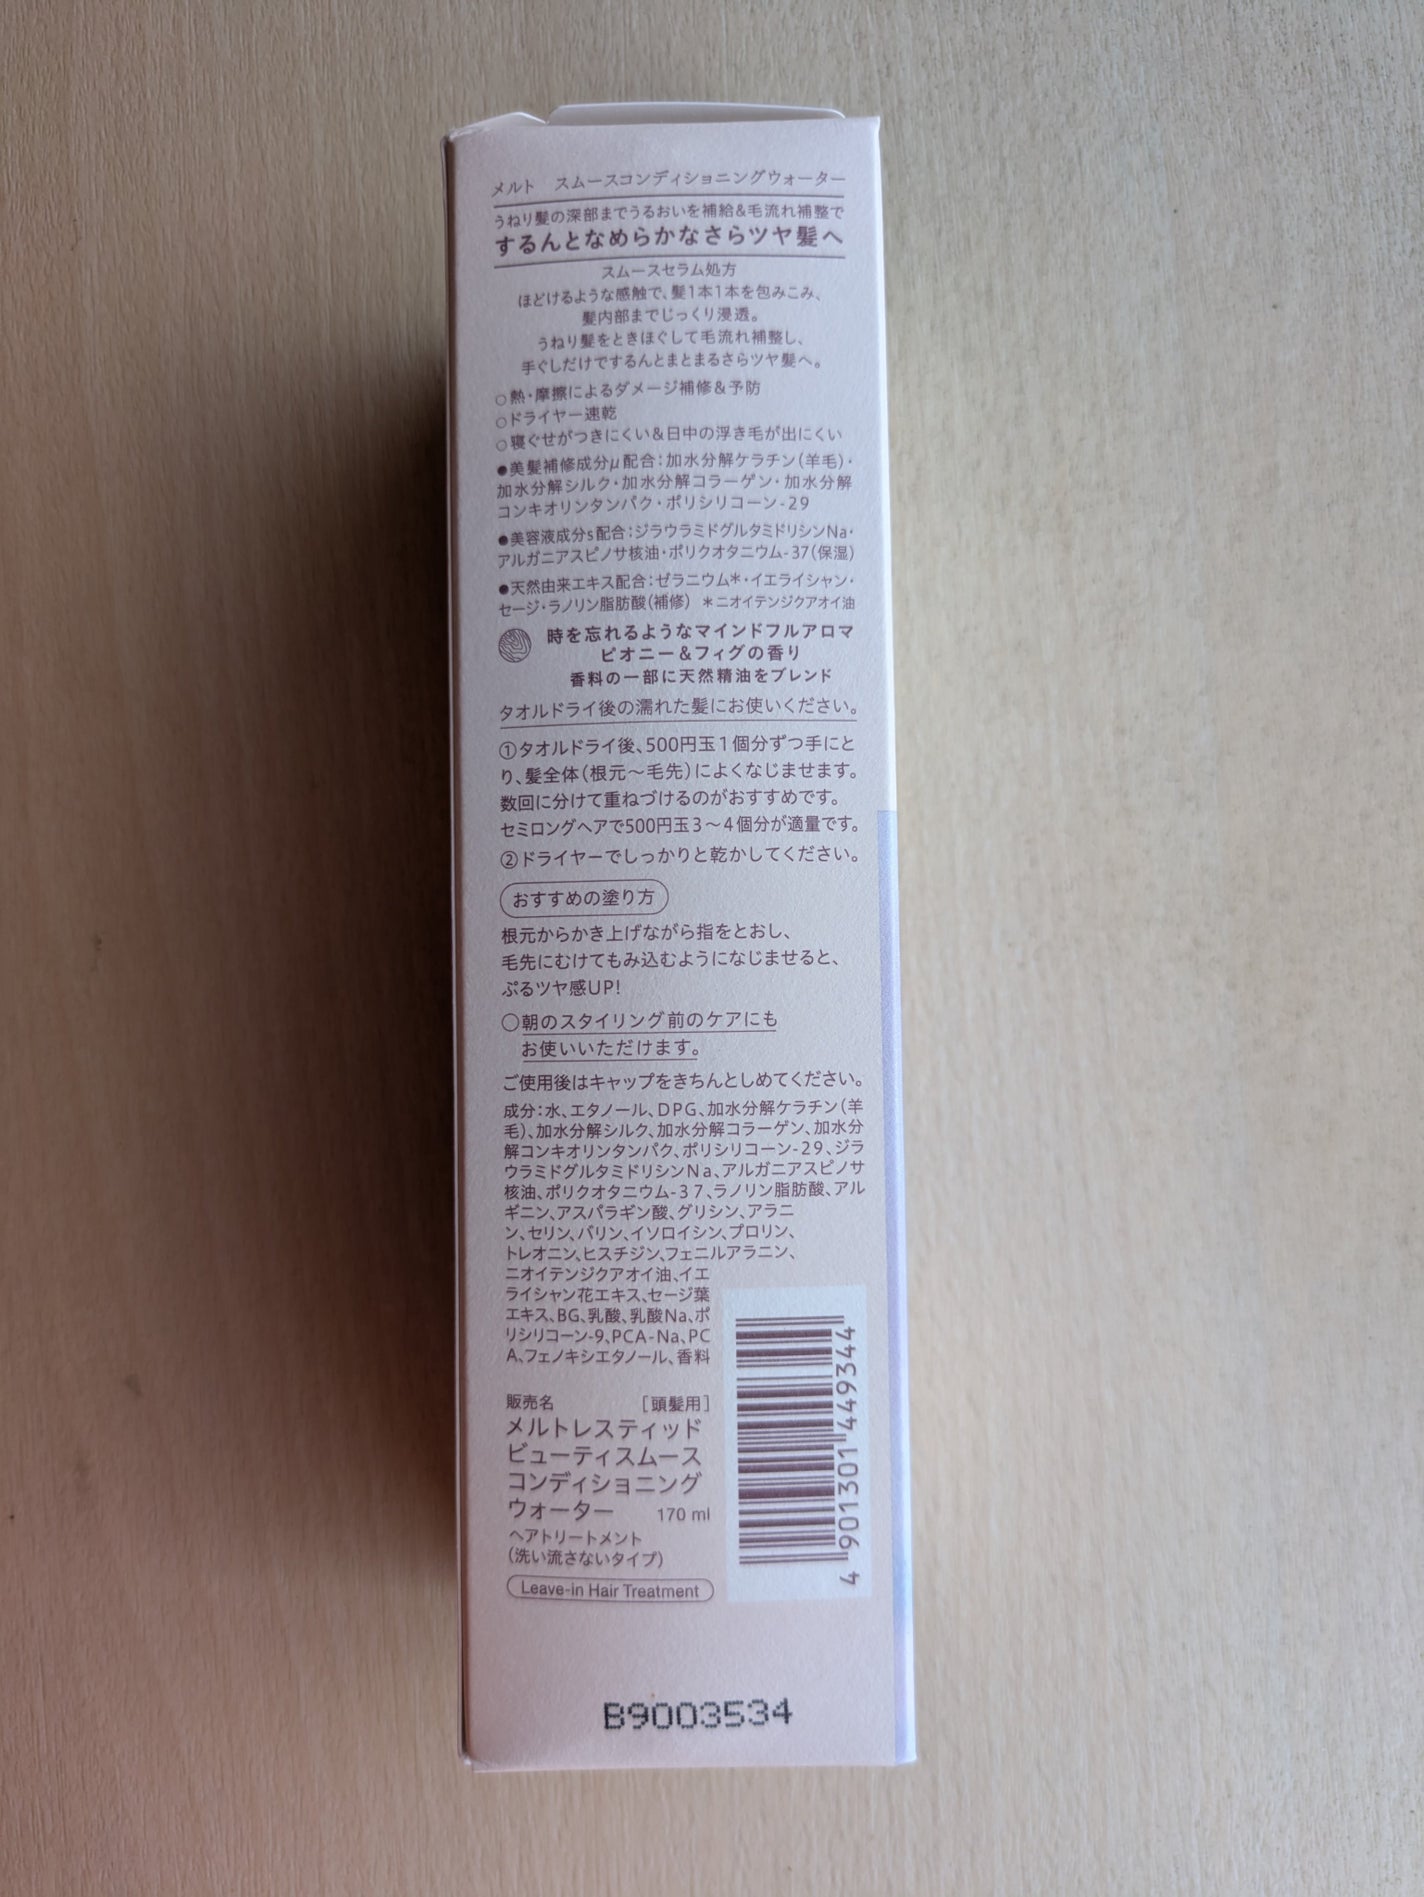 メルト　スムースコンディショニングウォーター
うねり髪の深部までうるおいを補給&毛流れ補整で
するんとなめらかなさらツヤ髪へ
スムースセラム処方
ほどけるような感触で、髪1本1本を包みこみ、
髪内部までじっくり浸透。
うねり髪をときほぐして毛流れ補整し、
手ぐしだけでするんとまとまるさらツヤ髪へ。
○熱・摩擦によるダメージ補修&予防
○ドライヤー速乾
○寝ぐせがつきにくい&日中の浮き毛が出にくい
●美髪補修成分μ配合：加水分解ケラチン（羊毛）・
加水分解シルク・加水分解コラーゲン・加水分解
コンキオリンタンパク・ポリシリコーン-29
●美容液成分s配合：ジラウラミドグルタミドリシンNa・
アルガニアスピノサ核油・ポリクオタニウム-37（保湿）
●天然由来エキス配合：ゼラニウム＊・イエライシャン・
セージ・ラノリン脂肪酸（補修） ＊ニオイテンジクアオイ油
時を忘れるようなマインドフルアロマ
ピオニー&フィグの香り
香料の一部に天然精油をブレンド
タオルドライ後の濡れた髪にお使いください。
①タオルドライ後、500円玉1個分ずつ手にと
り、髪全体（根元～毛先）によくなじませます。
数回に分けて重ねづけるのがおすすめです。
セミロングヘアで500円玉3～4個分が適量です。
②ドライヤーでしっかりと乾かしてください。
おすすめの塗り方
根元からかき上げながら指をとおし、
毛先にむけてもみ込むようになじませると、
ぷるツヤ感UP!
○朝のスタイリング前のケアにも
お使いいただけます。
ご使用後はキャップをきちんとしめてください。
成分：水、エタノール、DPG、加水分解ケラチン（羊
毛）、加水分解シルク、加水分解コラーゲン、加水分
解コンキオリンタンパク、ポリシリコーン-29、ジラ
ウラミドグルタミドリシンNa、アルガニアスピノサ
核油、ポリクオタニウム-37、ラノリン脂肪酸、アル
ギニン、アスパラギン酸、グリシン、アラニ
ン、セリン、バリン、イソロイシン、プロリン、
トレオニン、ヒスチジン、フェニルアラニン、
ニオイテンジクアオイ油、イエ
ライシャン花エキス、セージ葉
エキス、BG、乳酸、乳酸Na、ポ
リシリコーン-9、PCA-Na、PC
A、フェノキシエタノール、香料
販売名　［頭髪用］
メルトレスティッド
ビューティスムース
コンディショニング
ウォーター　170 ml
ヘアトリートメント
（洗い流さないタイプ）
Leave-in Hair Treatment
4 901301 449344
B9003534